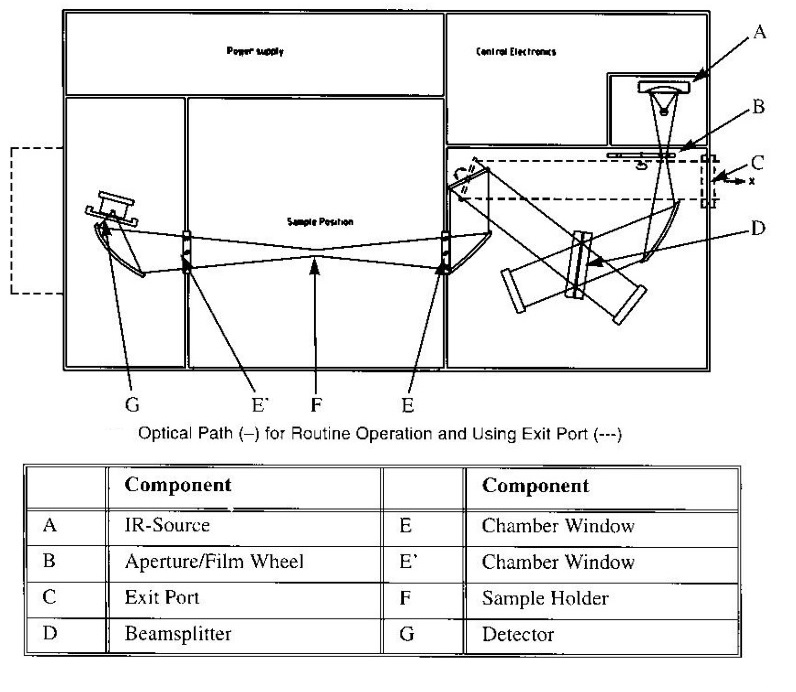 Power supply
Control Electronics
A
B
C
x
Sample Position
D
G E' F E
Optical Path (–) for Routine Operation and Using Exit Port (---)
Component Component
A IR-Source E Chamber Window
B Aperture/Film Wheel E' Chamber Window
C Exit Port F Sample Holder
D Beamsplitter G Detector